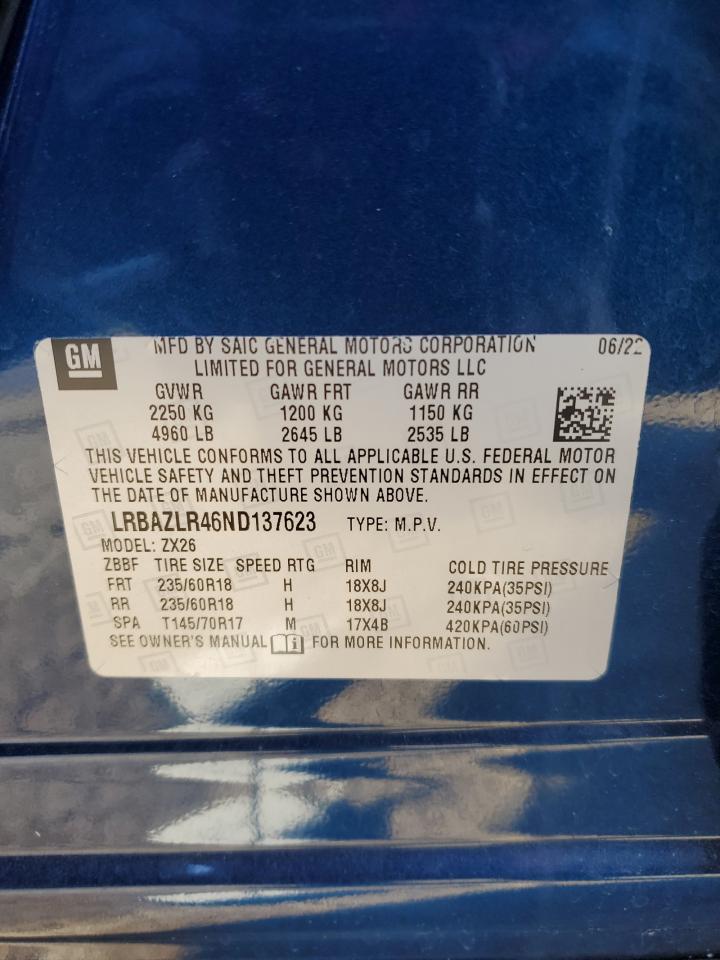 GM
MFD BY SAIC GENERAL MOTORS CORPORATION 06/22
LIMITED FOR GENERAL MOTORS LLC
GVWR GAWR FRT GAWR RR
2250 KG 1200 KG 1150 KG
4960 LB 2645 LB 2535 LB
THIS VEHICLE CONFORMS TO ALL APPLICABLE U.S. FEDERAL MOTOR
VEHICLE SAFETY AND THEFT PREVENTION STANDARDS IN EFFECT ON
THE DATE OF MANUFACTURE SHOWN ABOVE.
LRBAZLR46ND137623 TYPE: M.P.V.
MODEL: ZX26
ZBBF TIRE SIZE SPEED RTG RIM COLD TIRE PRESSURE
FRT 235/60R18 H 18X8J 240KPA(35PSI)
RR 235/60R18 H 18X8J 240KPA(35PSI)
SPA T145/70R17 M 17X4B 420KPA(60PSI)
SEE OWNER'S MANUAL i FOR MORE INFORMATION.